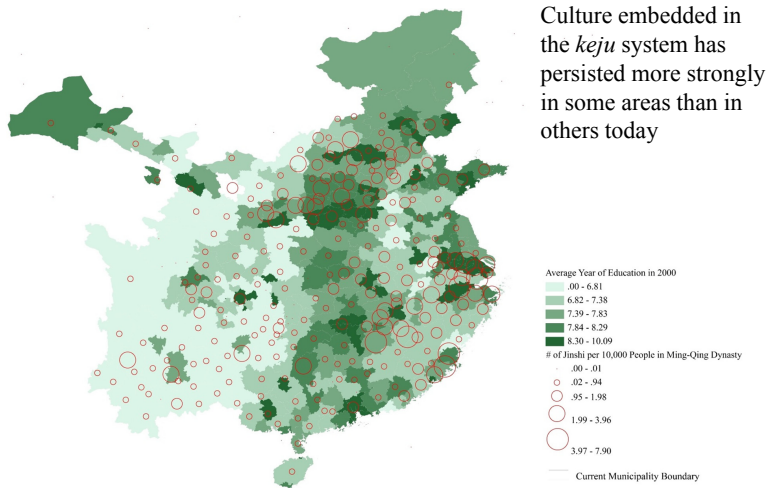 Culture embedded in
the keju system has
persisted more strongly
in some areas than in
others today
Average Year of Education in 2000
.00 - 6.81
6.82 - 7.38
7.39 - 7.83
7.84 - 8.29
8.30 - 10.09
# of Jinshi per 10,000 People in Ming-Qing Dynasty
.00 - .01
.02 - .94
.95 - 1.98
1.99 - 3.96
3.97 - 7.90
Current Municipality Boundary